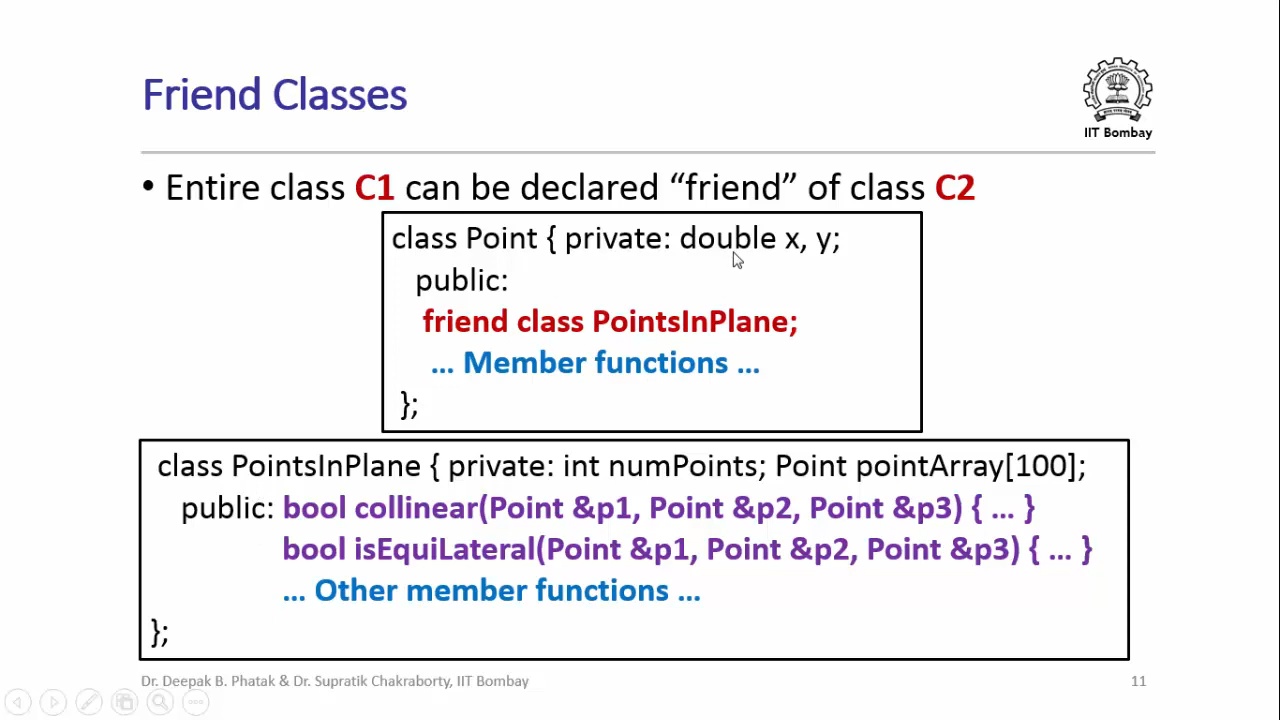 Friend Classes
IIT Bombay
• Entire class C1 can be declared “friend” of class C2
class Point { private: double x, y;
public:
friend class PointsInPlane;
... Member functions ...
};
class PointsInPlane { private: int numPoints; Point pointArray[100];
public: bool collinear(Point &p1, Point &p2, Point &p3) { ... }
bool isEquiLateral(Point &p1, Point &p2, Point &p3) { ... }
... Other member functions ...
};
Dr. Deepak B. Phatak & Dr. Supratik Chakraborty, IIT Bombay
11